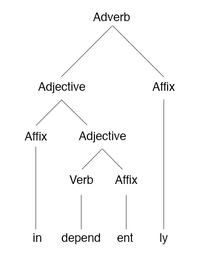 Adverb
Adjective Affix
Affix Adjective
Verb Affix
in depend ent ly